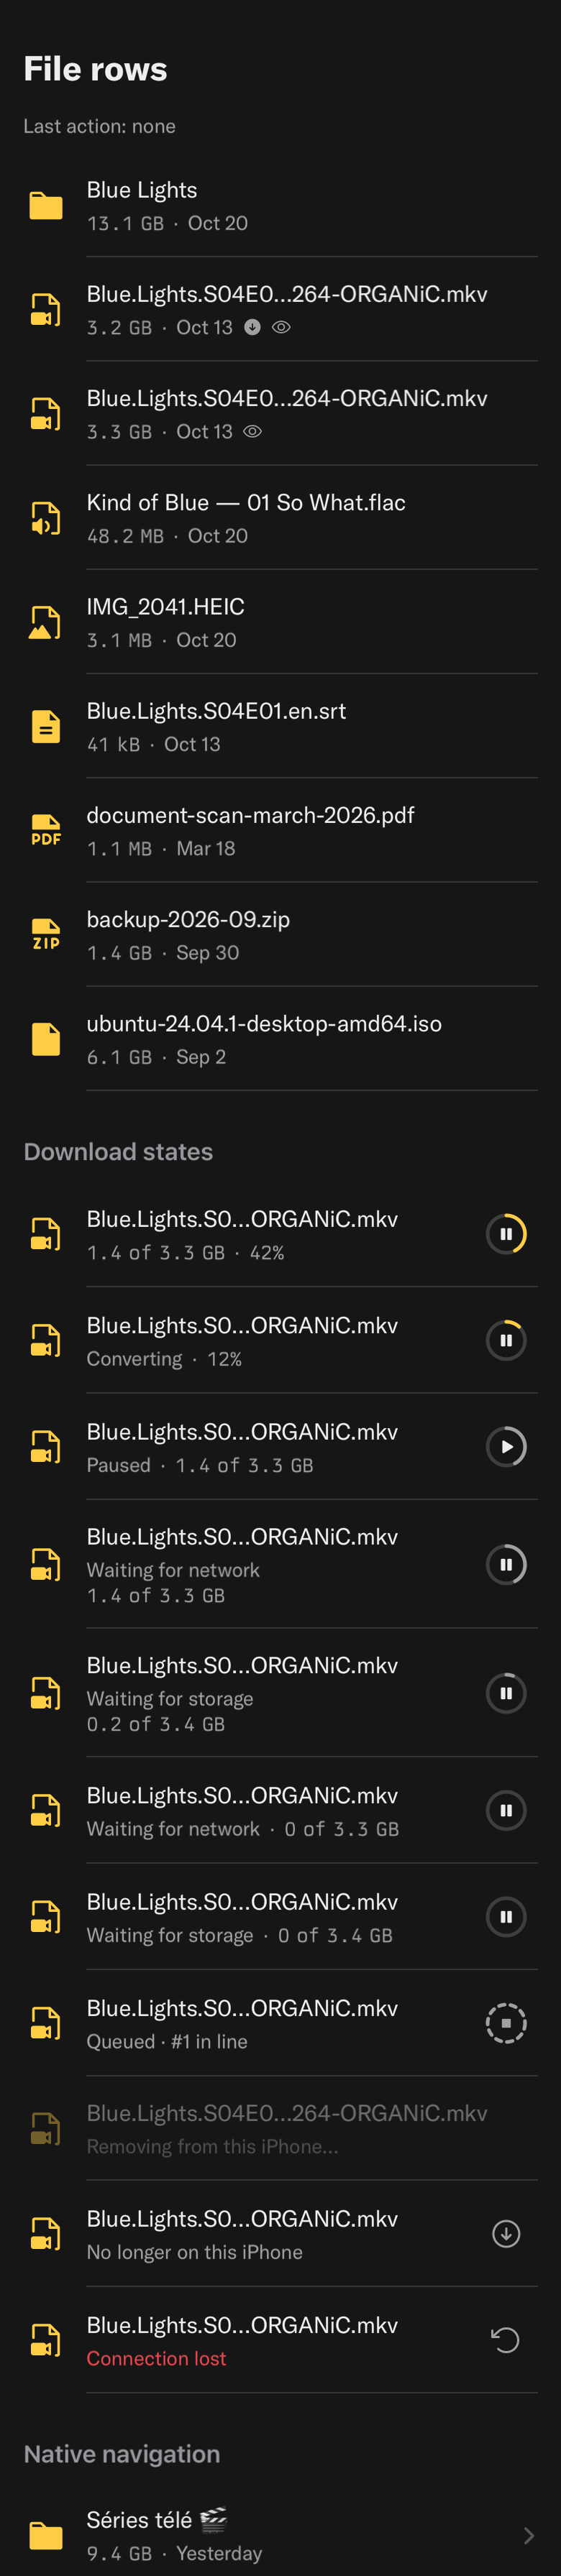 File rows
Last action: none
Blue Lights
13.1 GB · Oct 20
Blue.Lights.S04E0...264-ORGANiC.mkv
3.2 GB · Oct 13
Blue.Lights.S04E0...264-ORGANiC.mkv
3.3 GB · Oct 13
Kind of Blue — 01 So What.flac
48.2 MB · Oct 20
IMG_2041.HEIC
3.1 MB · Oct 20
Blue.Lights.S04E01.en.srt
41 kB · Oct 13
PDF
document-scan-march-2026.pdf
1.1 MB · Mar 18
ZIP
backup-2026-09.zip
1.4 GB · Sep 30
ubuntu-24.04.1-desktop-amd64.iso
6.1 GB · Sep 2
Download states
Blue.Lights.S0...ORGANiC.mkv
1.4 of 3.3 GB · 42%
Blue.Lights.S0...ORGANiC.mkv
Converting · 12%
Blue.Lights.S0...ORGANiC.mkv
Paused · 1.4 of 3.3 GB
Blue.Lights.S0...ORGANiC.mkv
Waiting for network
1.4 of 3.3 GB
Blue.Lights.S0...ORGANiC.mkv
Waiting for storage
0.2 of 3.4 GB
Blue.Lights.S0...ORGANiC.mkv
Waiting for network · 0 of 3.3 GB
Blue.Lights.S0...ORGANiC.mkv
Waiting for storage · 0 of 3.4 GB
Blue.Lights.S0...ORGANiC.mkv
Queued · #1 in line
Blue.Lights.S04E0...264-ORGANiC.mkv
Removing from this iPhone...
Blue.Lights.S0...ORGANiC.mkv
No longer on this iPhone
Blue.Lights.S0...ORGANiC.mkv
Connection lost
Native navigation
Séries télé 🎬
9.4 GB · Yesterday